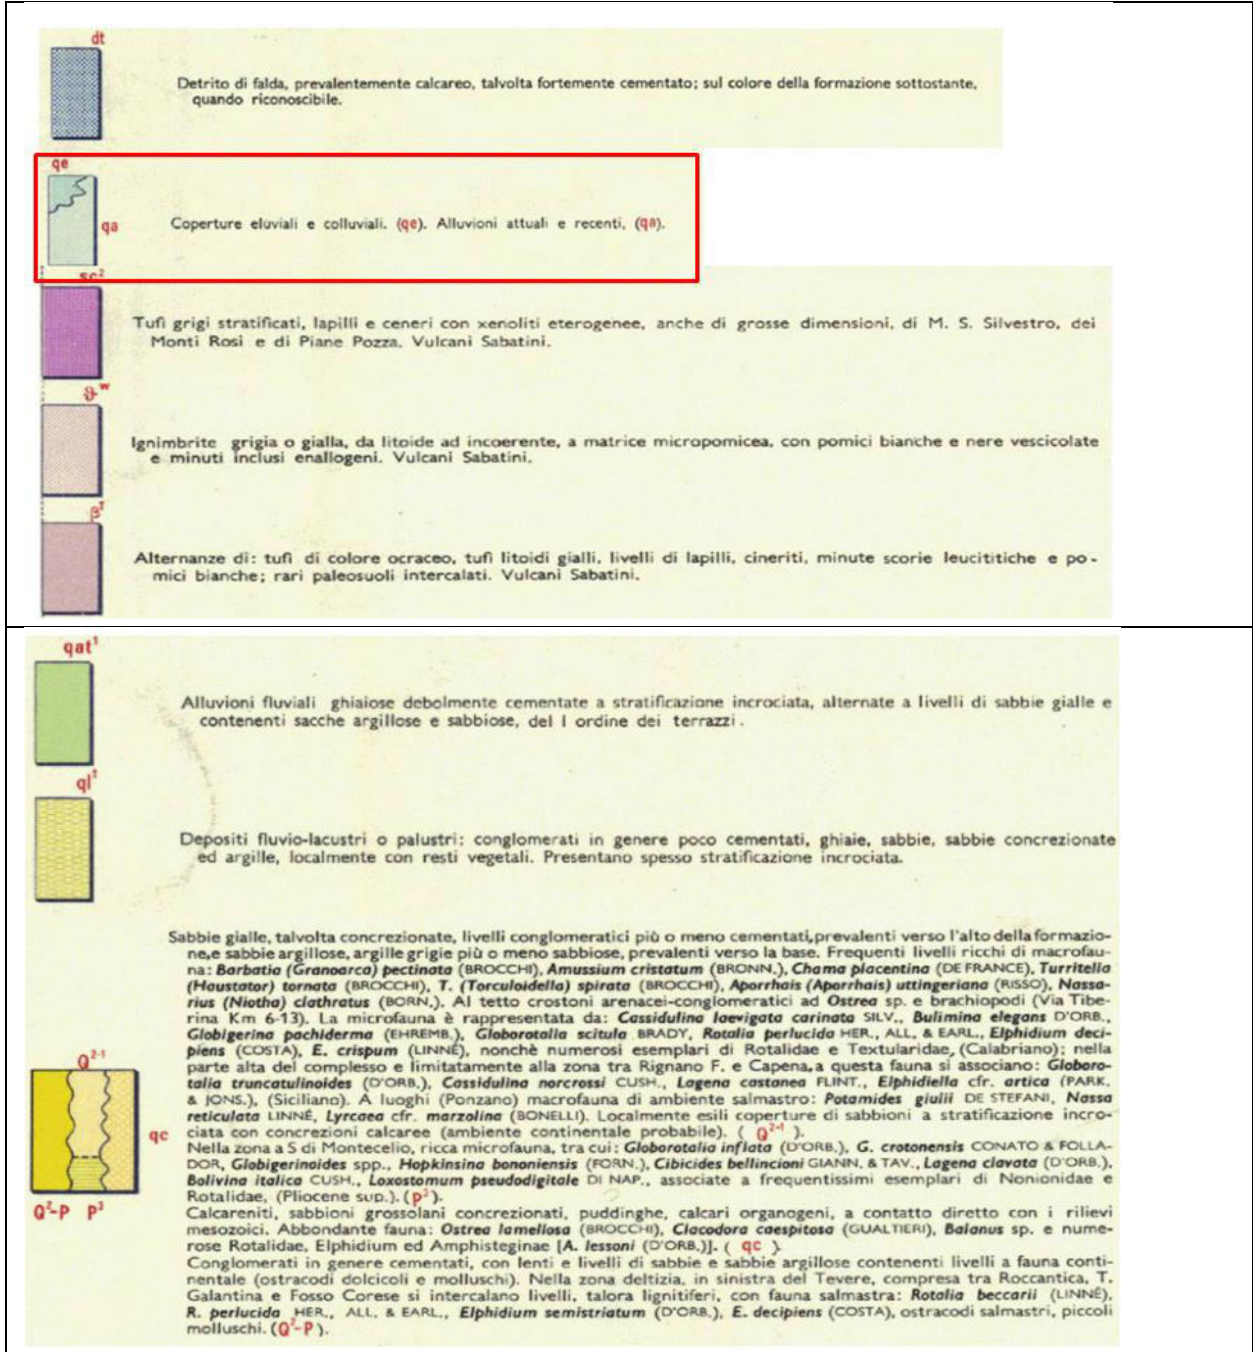 dt
Detrito di falda, prevalentemente calcareo, talvolta fortemente cementato; sul colore della formazione sottostante,
quando riconoscibile.
qe
qa
Coperture eluviali e colluviali. (qe). Alluvioni attuali e recenti, (qa).
sc²
Tufi grigi stratificati, lapilli e ceneri con xenoliti eterogenee, anche di grosse dimensioni, di M. S. Silvestro, dei
Monti Rosi e di Piane Pozza. Vulcani Sabatini.
ϑʷ
Ignimbrite grigia o gialla, da litoide ad incoerente, a matrice micropomicea, con pomici bianche e nere vescicolate
e minuti inclusi enallogeni. Vulcani Sabatini.
βᵀ
Alternanze di: tufi di colore ocraceo, tufi litoidi gialli, livelli di lapilli, cineriti, minute scorie leucititiche e po-
mici bianche; rari paleosuoli intercalati. Vulcani Sabatini.
qat¹
Alluvioni fluviali ghiaiose debolmente cementate a stratificazione incrociata, alternate a livelli di sabbie gialle e
contenenti sacche argillose e sabbiose, del I ordine dei terrazzi.
ql¹
Depositi fluvio-lacustri o palustri: conglomerati in genere poco cementati, ghiaie, sabbie, sabbie concrezionate
ed argille, localmente con resti vegetali. Presentano spesso stratificazione incrociata.
Sabbie gialle, talvolta concrezionate, livelli conglomeratici più o meno cementati,prevalenti verso l'alto della formazio-
ne,e sabbie argillose, argille grigie più o meno sabbiose, prevalenti verso la base. Frequenti livelli ricchi di macrofau-
na: Barbatia (Granoarca) pectinata (BROCCHI), Amussium cristatum (BRONN.), Chama placentina (DEFRANCE), Turritella
(Haustator) tornata (BROCCHI), T. (Torculoidella) spirata (BROCCHI), Aporrhais (Aporrhais) uttingeriana (RISSO), Nassa-
rius (Niotha) clathratus (BORN.). Al tetto crostoni arenacei-conglomeratici ad Ostrea sp. e brachiopodi (Via Tibe-
rina Km 6-13). La microfauna è rappresentata da: Cassidulina laevigata carinata SILV., Bulimina elegans D'ORB.,
Globigerina pachiderma (EHREMB.), Globorotalia scitula BRADY, Rotalia perlucida HER., ALL. & EARL., Elphidium deci-
piens (COSTA), E. crispum (LINNÉ), nonchè numerosi esemplari di Rotalidae e Textularidae, (Calabriano); nella
parte alta del complesso e limitatamente alla zona tra Rignano F. e Capena,a questa fauna si associano: Globoro-
talia truncatulinoides (D'ORB.), Cassidulina norcrossi CUSH., Lagena castanea FLINT., Elphidiella cfr. artica (PARK.
& JONS.), (Siciliano). A luoghi (Ponzano) macrofauna di ambiente salmastro: Potamides giulii DE STEFANI, Nassa
reticulata LINNÉ, Lyrcaea cfr. marzolina (BONELLI). Localmente esili coperture di sabbioni a stratificazione incro-
ciata con concrezioni calcaree (ambiente continentale probabile). ( Q²⁻¹ ).
Nella zona a S di Montecelio, ricca microfauna, tra cui: Globorotalia inflata (D'ORB.), G. crotonensis CONATO & FOLLA-
DOR, Globigerinoides spp., Hopkinsina bononiensis (FORN.), Cibicides bellincioni GIANN. & TAV., Lagena clavata (D'ORB.),
Bolivina italica CUSH., Loxostomum pseudodigitale DI NAP., associate a frequentissimi esemplari di Nonionidae e
Rotalidae, (Pliocene sup.). (P³).
Calcareniti, sabbioni grossolani concrezionati, puddinghe, calcari organogeni, a contatto diretto con i rilievi
mesozoici. Abbondante fauna: Ostrea lamellosa (BROCCHI), Clacodora caespitosa (GUALTIERI), Balanus sp. e nume-
rose Rotalidae, Elphidium ed Amphisteginae [A. lessoni (D'ORB.)]. ( qc ).
Conglomerati in genere cementati, con lenti e livelli di sabbie e sabbie argillose contenenti livelli a fauna conti-
nentale (ostracodi dolcicoli e molluschi). Nella zona deltizia, in sinistra del Tevere, compresa tra Roccantica, T.
Galantina e Fosso Corese si intercalano livelli, talora lignitiferi, con fauna salmastra: Rotalia beccarii (LINNÉ),
R. perlucida HER., ALL. & EARL., Elphidium semistriatum (D'ORB.), E. decipiens (COSTA), ostracodi salmastri, piccoli
molluschi. (Q²-P ).
Q²⁻¹
qc
Q²-P P³